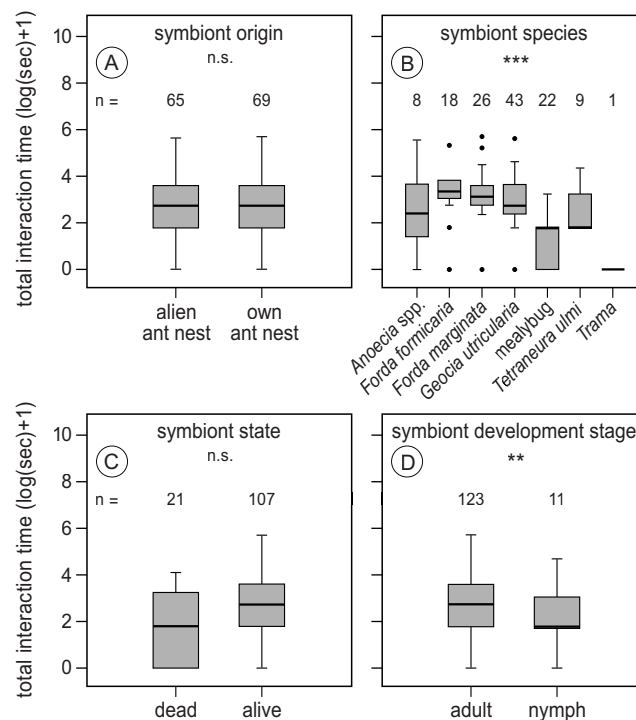 total interaction time (log(sec)+1)
10
8
6
4
2
0
A
symbiont origin
n.s.
n =
65
69
alien
ant nest
own
ant nest
B
symbiont species
***
8 18 26 43 22 9 1
Anoecia spp.
Forda formicaria
Forda marginata
Geocia utricularia
mealybug
Tetraneura ulmi
Trama
total interaction time (log(sec)+1)
10
8
6
4
2
0
C
symbiont state
n.s.
n =
21
107
dead
alive
D
symbiont development stage
**
123
11
adult
nymph